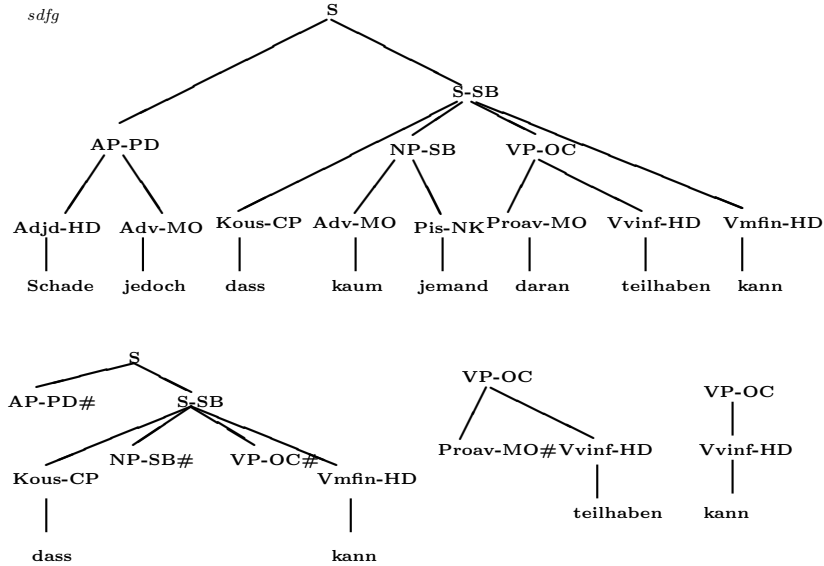 sdfg
S
S-SB
AP-PD NP-SB VP-OC
Adjd-HD Adv-MO Kous-CP Adv-MO Pis-NK Proav-MO Vvinf-HD Vmfin-HD
Schade jedoch dass kaum jemand daran teilhaben kann
S
AP-PD# S-SB
Kous-CP NP-SB# VP-OC# Vmfin-HD
dass kann
VP-OC
Proav-MO# Vvinf-HD
teilhaben
VP-OC
Vvinf-HD
kann